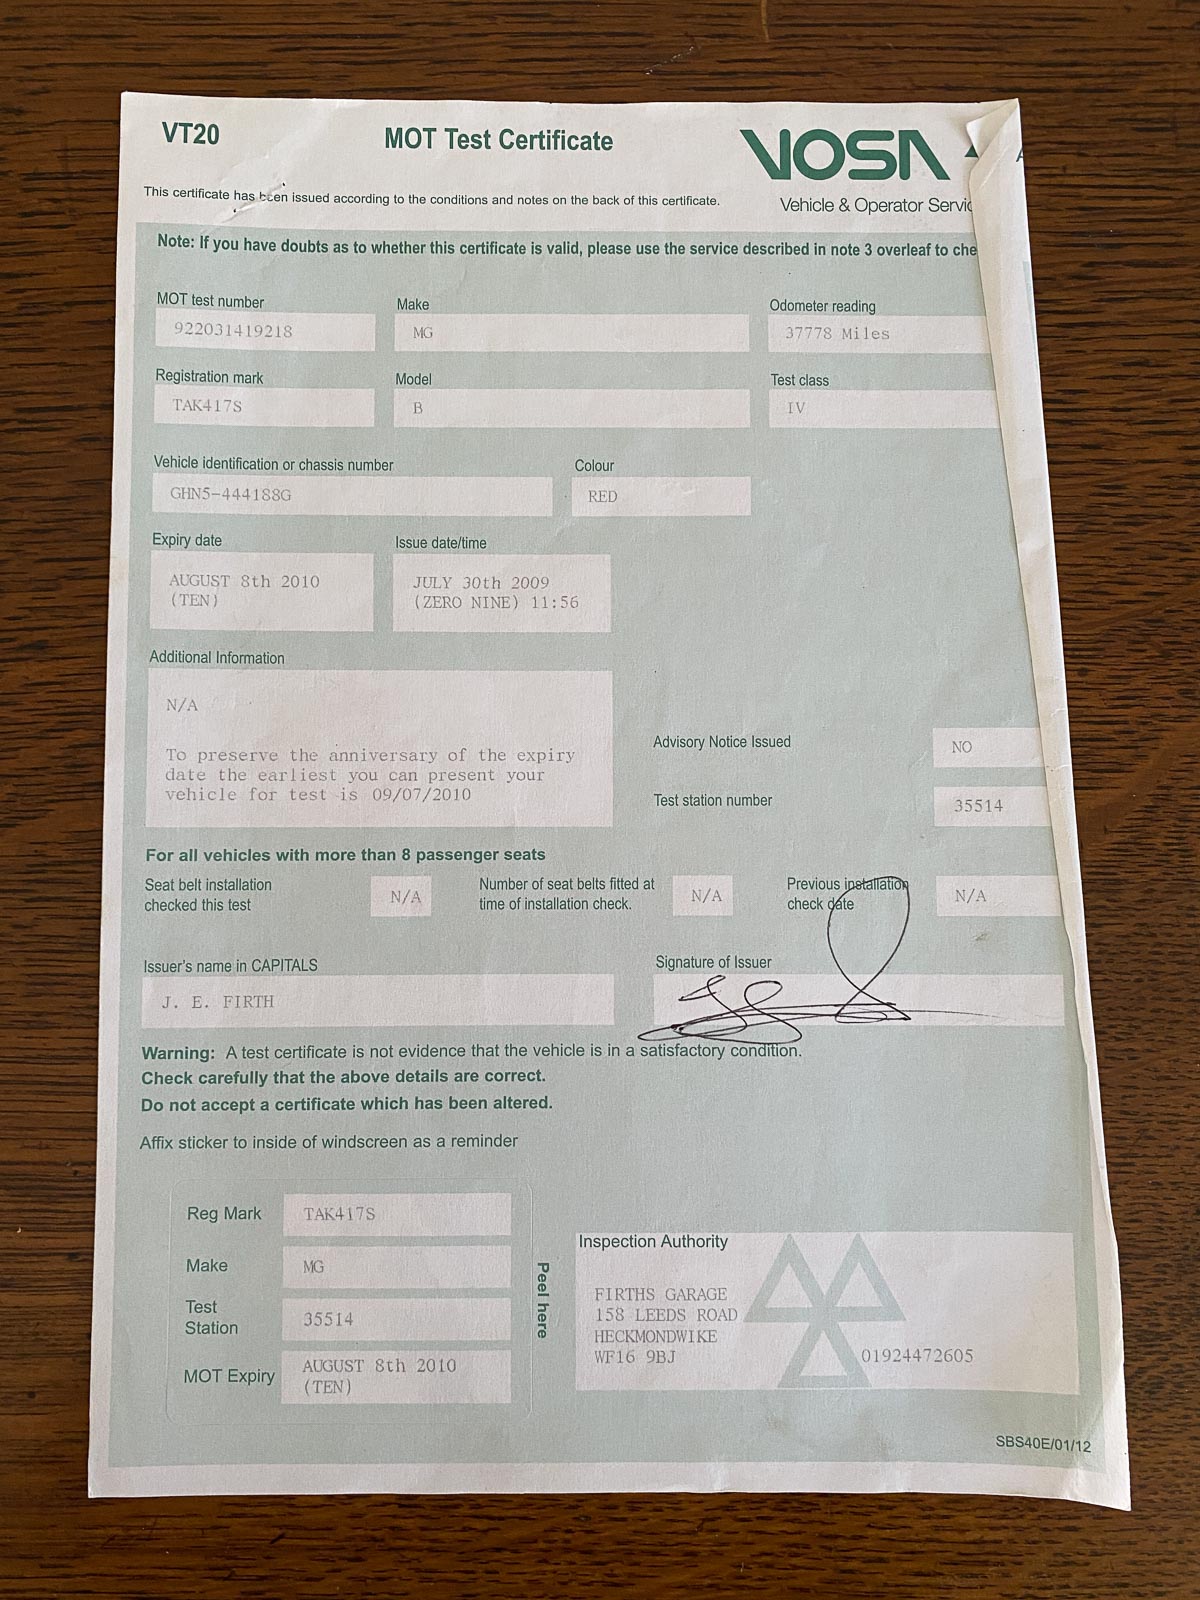 VT20
MOT Test Certificate
VOSA
This certificate has been issued according to the conditions and notes on the back of this certificate.
Vehicle & Operator
Note: If you have doubts as to whether this certificate is valid, please use the service described in note 3 overleaf to
MOT test number
Make
Odometer reading
922031419218
MG
37778 Miles
Registration mark
Model
Test class
TAK417S
B
IV
Vehicle identification or chassis number
Colour
GHN5-444188G
RED
Expiry date
Issue date/time
AUGUST 8th 2010
(TEN)
JULY 30th 2009
(ZERO NINE) 11:56
Additional Information
N/A
To preserve the anniversary of the expiry
date the earliest you can present your
vehicle for test is 09/07/2010
Advisory Notice Issued
NO
Test station number
35514
For all vehicles with more than 8 passenger seats
Seat belt installation
checked this test
N/A
Number of seat belts fitted at
time of installation check.
N/A
Previous installation
check date
N/A
Issuer's name in CAPITALS
Signature of Issuer
J. E. FIRTH
Warning: A test certificate is not evidence that the vehicle is in a satisfactory condition.
Check carefully that the above details are correct.
Do not accept a certificate which has been altered.
Affix sticker to inside of windscreen as a reminder
Reg Mark
TAK417S
Make
MG
Test
Station
35514
MOT Expiry
AUGUST 8th 2010
(TEN)
Peel here
Inspection Authority
FIRTHS GARAGE
158 LEEDS ROAD
HECKMONDWIKE
WF16 9BJ
01924472605
SBS40E/01/12